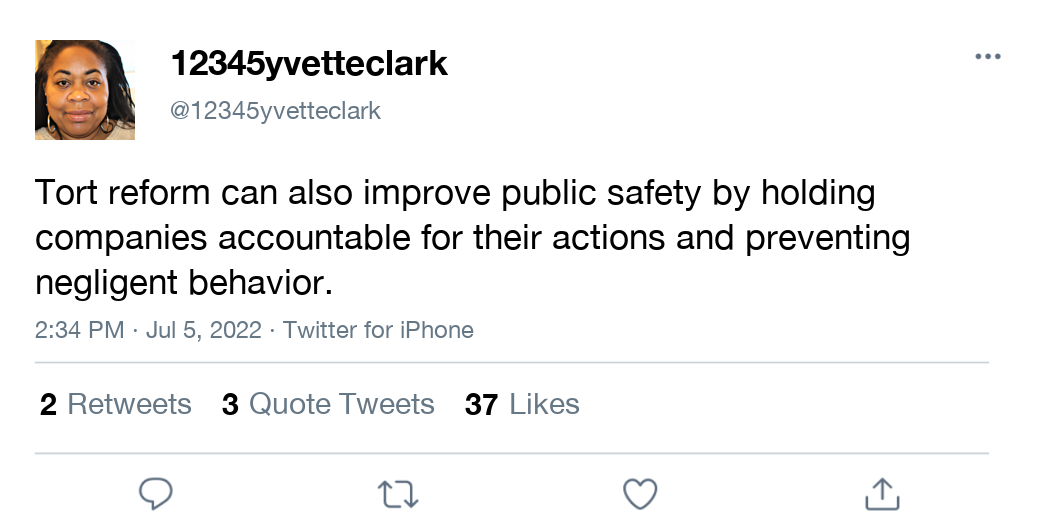 12345yvetteclark
@12345yvetteclark
Tort reform can also improve public safety by holding
companies accountable for their actions and preventing
negligent behavior.
2:34 PM · Jul 5, 2022 · Twitter for iPhone
2 Retweets 3 Quote Tweets 37 Likes